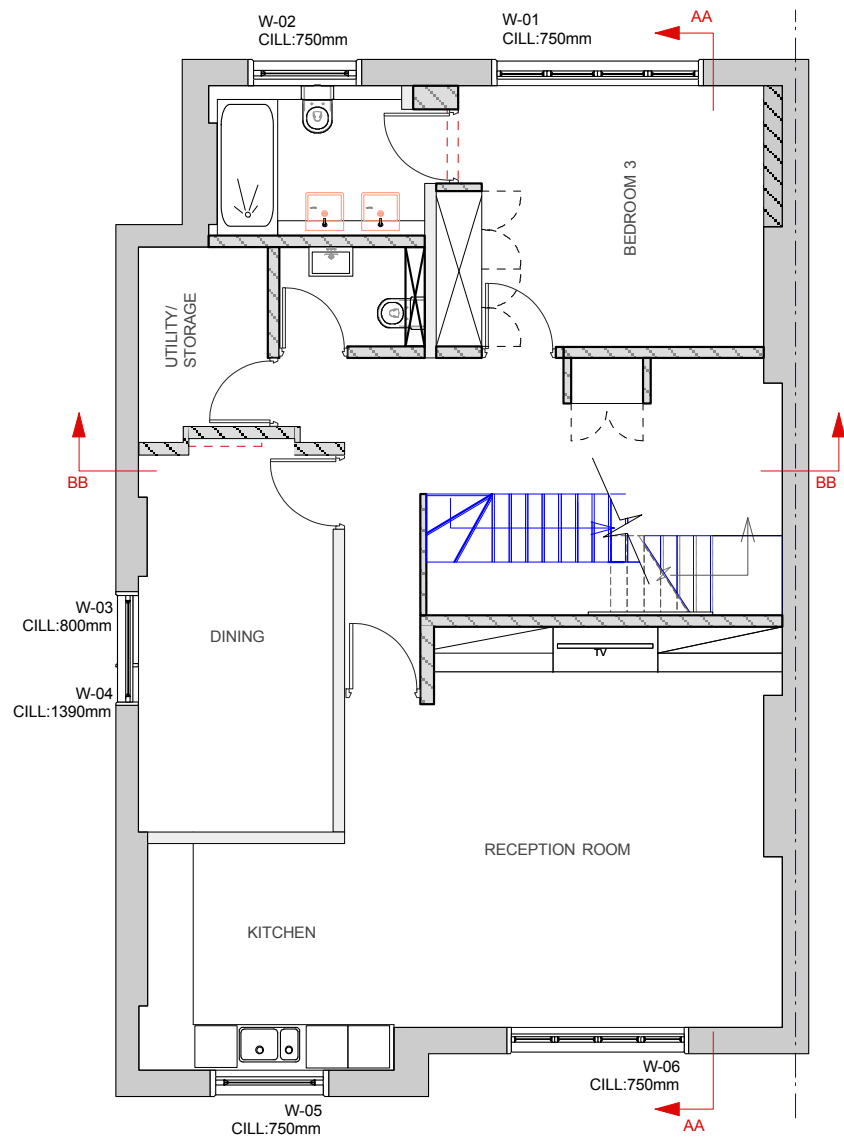 W-02
CILL:750mm
W-01
CILL:750mm
AA
BEDROOM 3
UTILITY/
STORAGE
BB
BB
W-03
CILL:800mm
DINING
TV
W-04
CILL:1390mm
RECEPTION ROOM
KITCHEN
W-06
CILL:750mm
W-05
CILL:750mm
AA